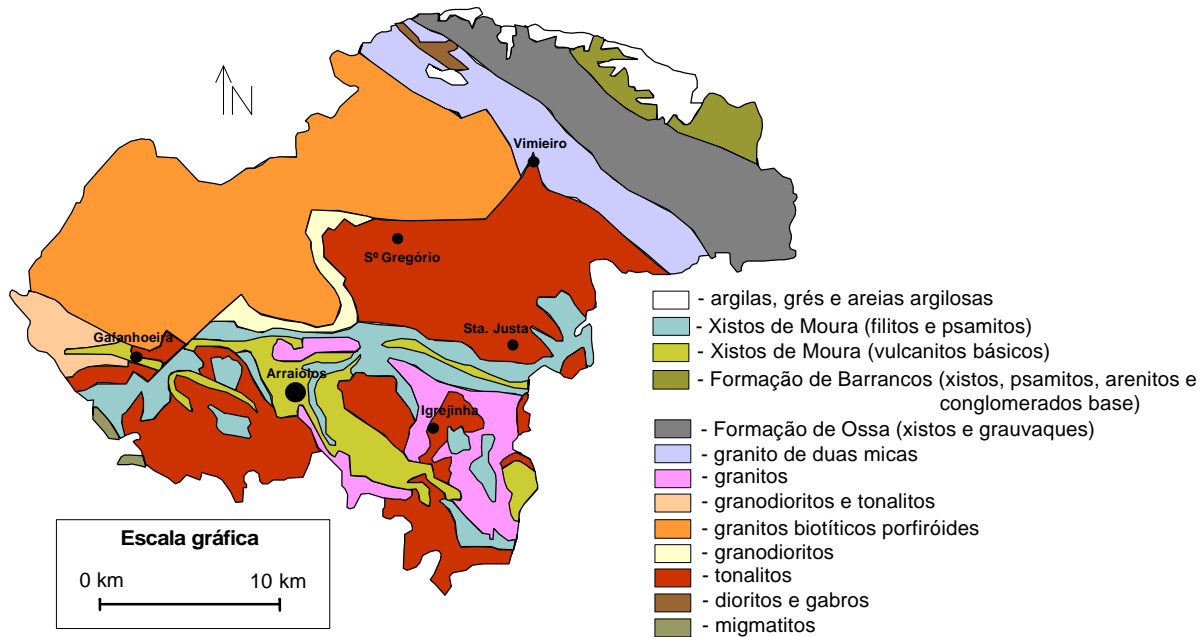 N
Vimieiro
Sº Gregório
Gafanhoeira
Sta. Justa
Arraiolos
Igrejinha
- argilas, grés e areias argilosas
- Xistos de Moura (filitos e psamitos)
- Xistos de Moura (vulcanitos básicos)
- Formação de Barrancos (xistos, psamitos, arenitos e
conglomerados base)
- Formação de Ossa (xistos e grauvaques)
- granito de duas micas
- granitos
- granodioritos e tonalitos
- granitos biotíticos porfiróides
- granodioritos
- tonalitos
- dioritos e gabros
- migmatitos
Escala gráfica
0 km 10 km